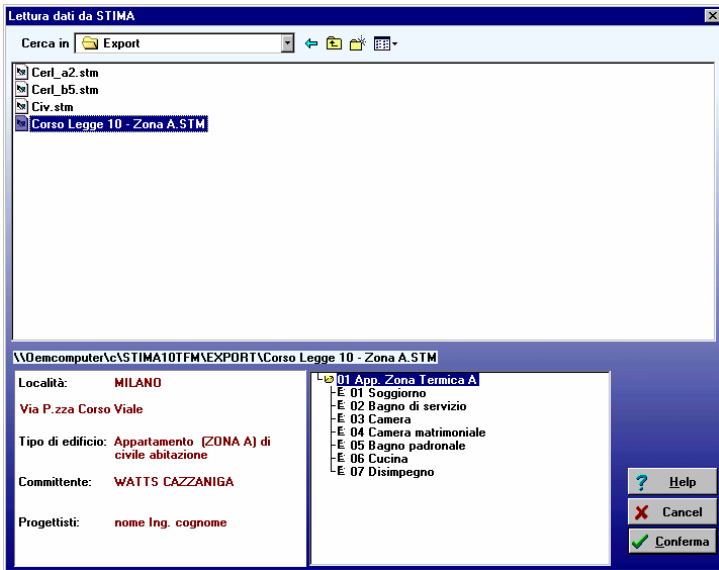 Lettura dati da STIMA
Cerca in Export
Cerl_a2.stm
Cerl_b5.stm
Civ.stm
Corso Legge 10 - Zona A.STM
\\Oemcomputer\c\STIMA10TFM\EXPORT\Corso Legge 10 - Zona A.STM
Località: MILANO
Via P.zza Corso Viale
Tipo di edificio: Appartamento (ZONA A) di
civile abitazione
Committente: WATTS CAZZANIGA
Progettisti: nome Ing. cognome
01 App. Zona Termica A
E 01 Soggiorno
E 02 Bagno di servizio
E 03 Camera
E 04 Camera matrimoniale
E 05 Bagno padronale
E 06 Cucina
E 07 Disimpegno
? Help
Cancel
Conferma